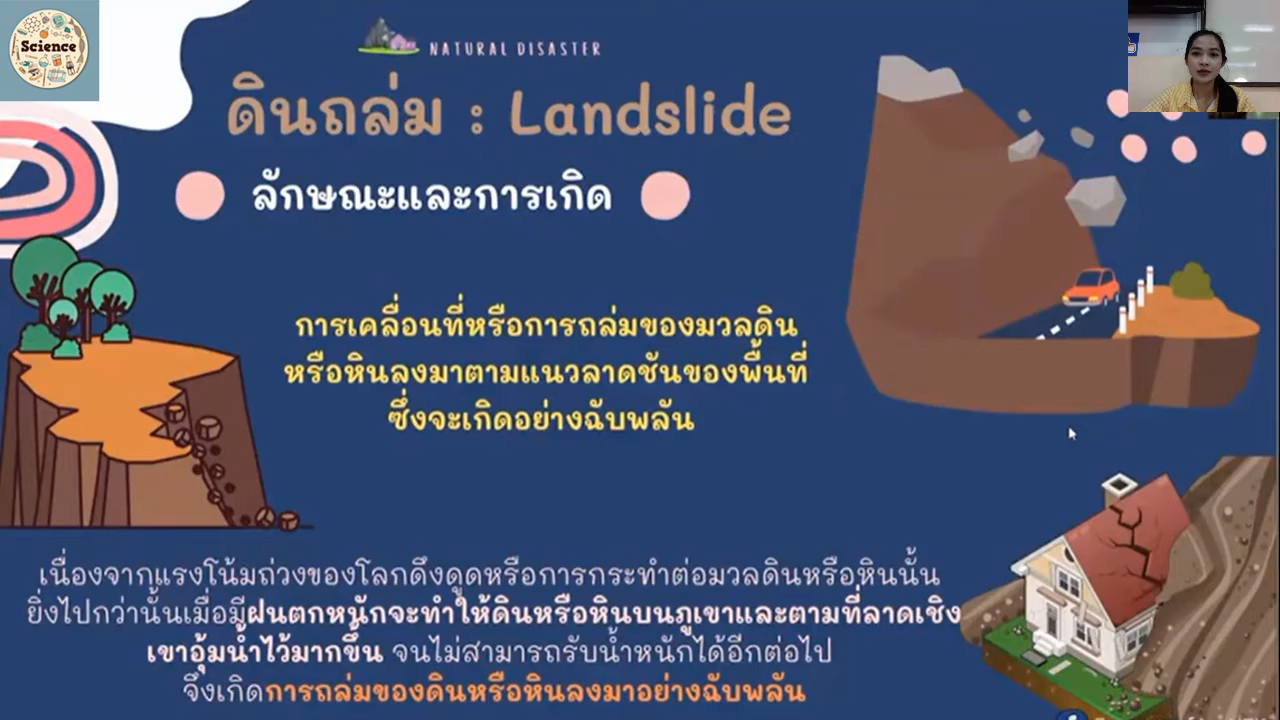 Science
NATURAL DISASTER
ดินถล่ม : Landslide
ลักษณะและการเกิด
การเคลื่อนที่หรือการถล่มของมวลดิน
หรือหินลงมาตามแนวลาดชันของพื้นที่
ซึ่งจะเกิดอย่างฉับพลัน
เนื่องจากแรงโน้มถ่วงของโลกดึงดูดหรือการกระทำต่อมวลดินหรือหินนั้น
ยิ่งไปกว่านั้นเมื่อมีฝนตกหนักจะทำให้ดินหรือหินบนภูเขาและตามที่ลาดเชิง
เขาอุ้มน้ำไว้มากขึ้น จนไม่สามารถรับน้ำหนักได้อีกต่อไป
จึงเกิดการถล่มของดินหรือหินลงมาอย่างฉับพลัน